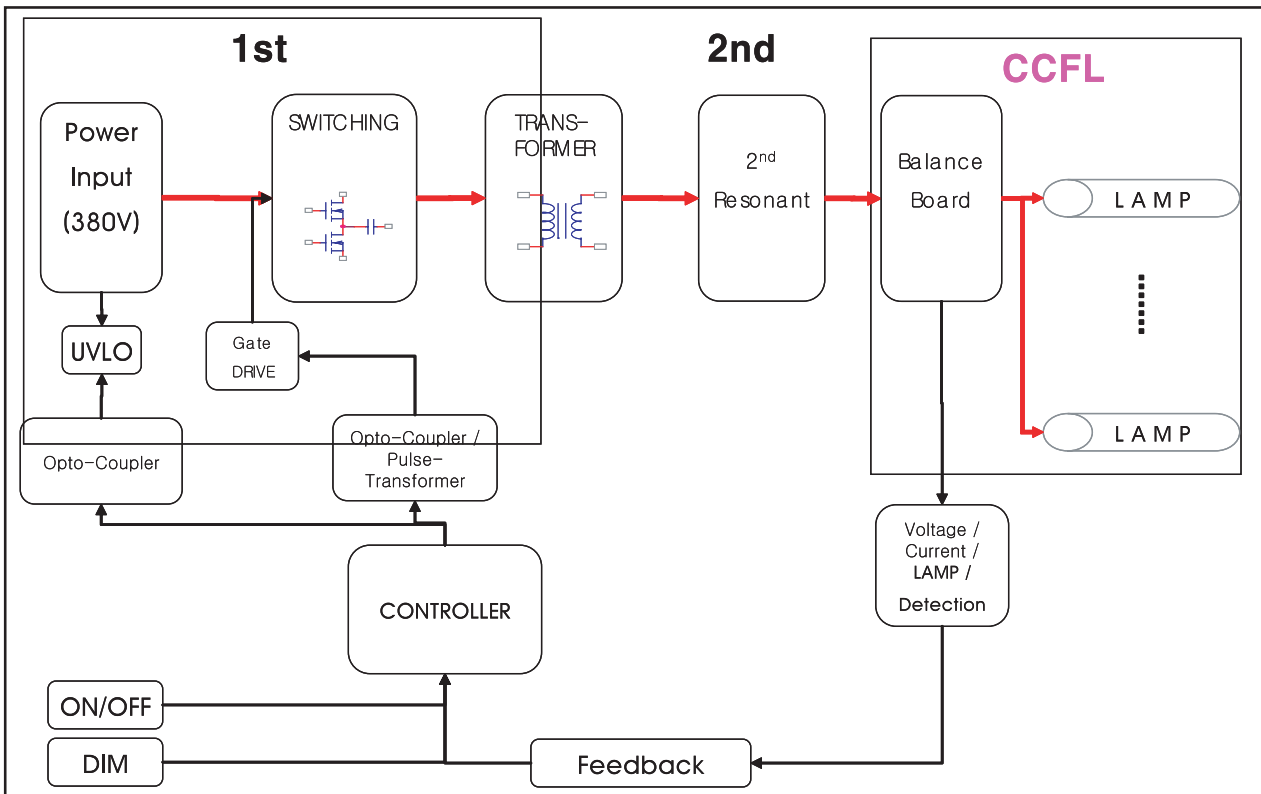 1st
2nd
CCFL
Power
Input
(380V)
SWITCHING
TRANS-
FORMER
2nd
Resonant
Balance
Board
LAMP
UVLO
Gate
DRIVE
Opto-Coupler
Opto-Coupler /
Pulse-
Transformer
LAMP
CONTROLLER
Voltage /
Current /
LAMP /
Detection
ON/OFF
DIM
Feedback